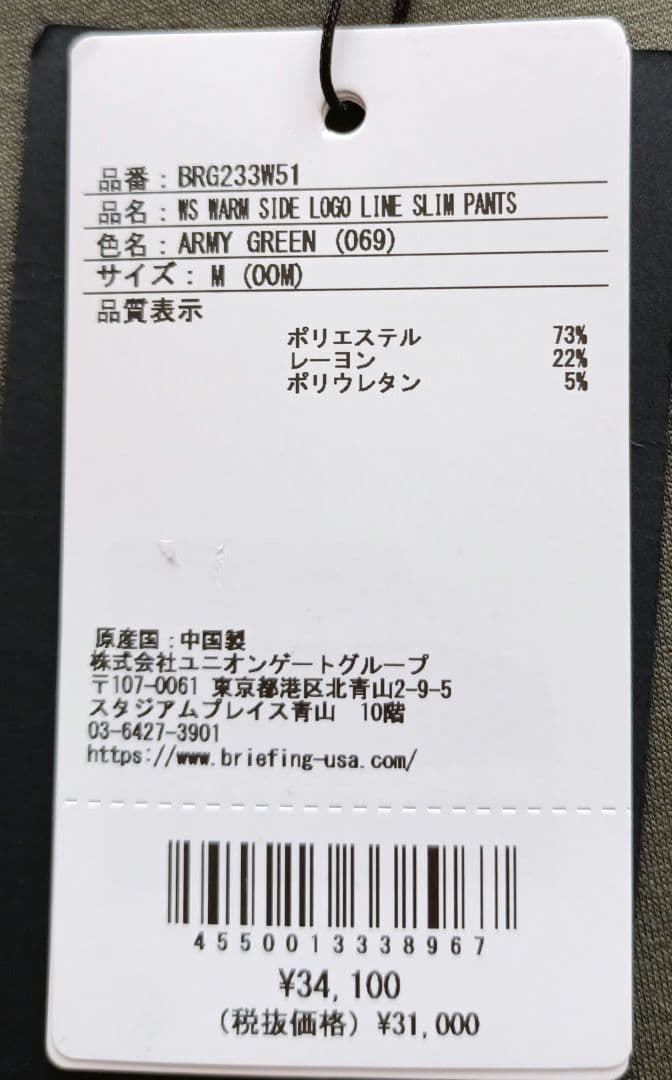 品番：BRG233W51
品名：WS WARM SIDE LOGO LINE SLIM PANTS
色名：ARMY GREEN (069)
サイズ：M (00M)
品質表示
ポリエステル 73%
レーヨン 22%
ポリウレタン 5%
原産国：中国製
株式会社ユニオンゲートグループ
〒107-0061 東京都港区北青山2-9-5
スタジアムプレイス青山　10階
03-6427-3901
https://www.briefing-usa.com/
4550013338967
¥34,100
(税抜価格) ¥31,000